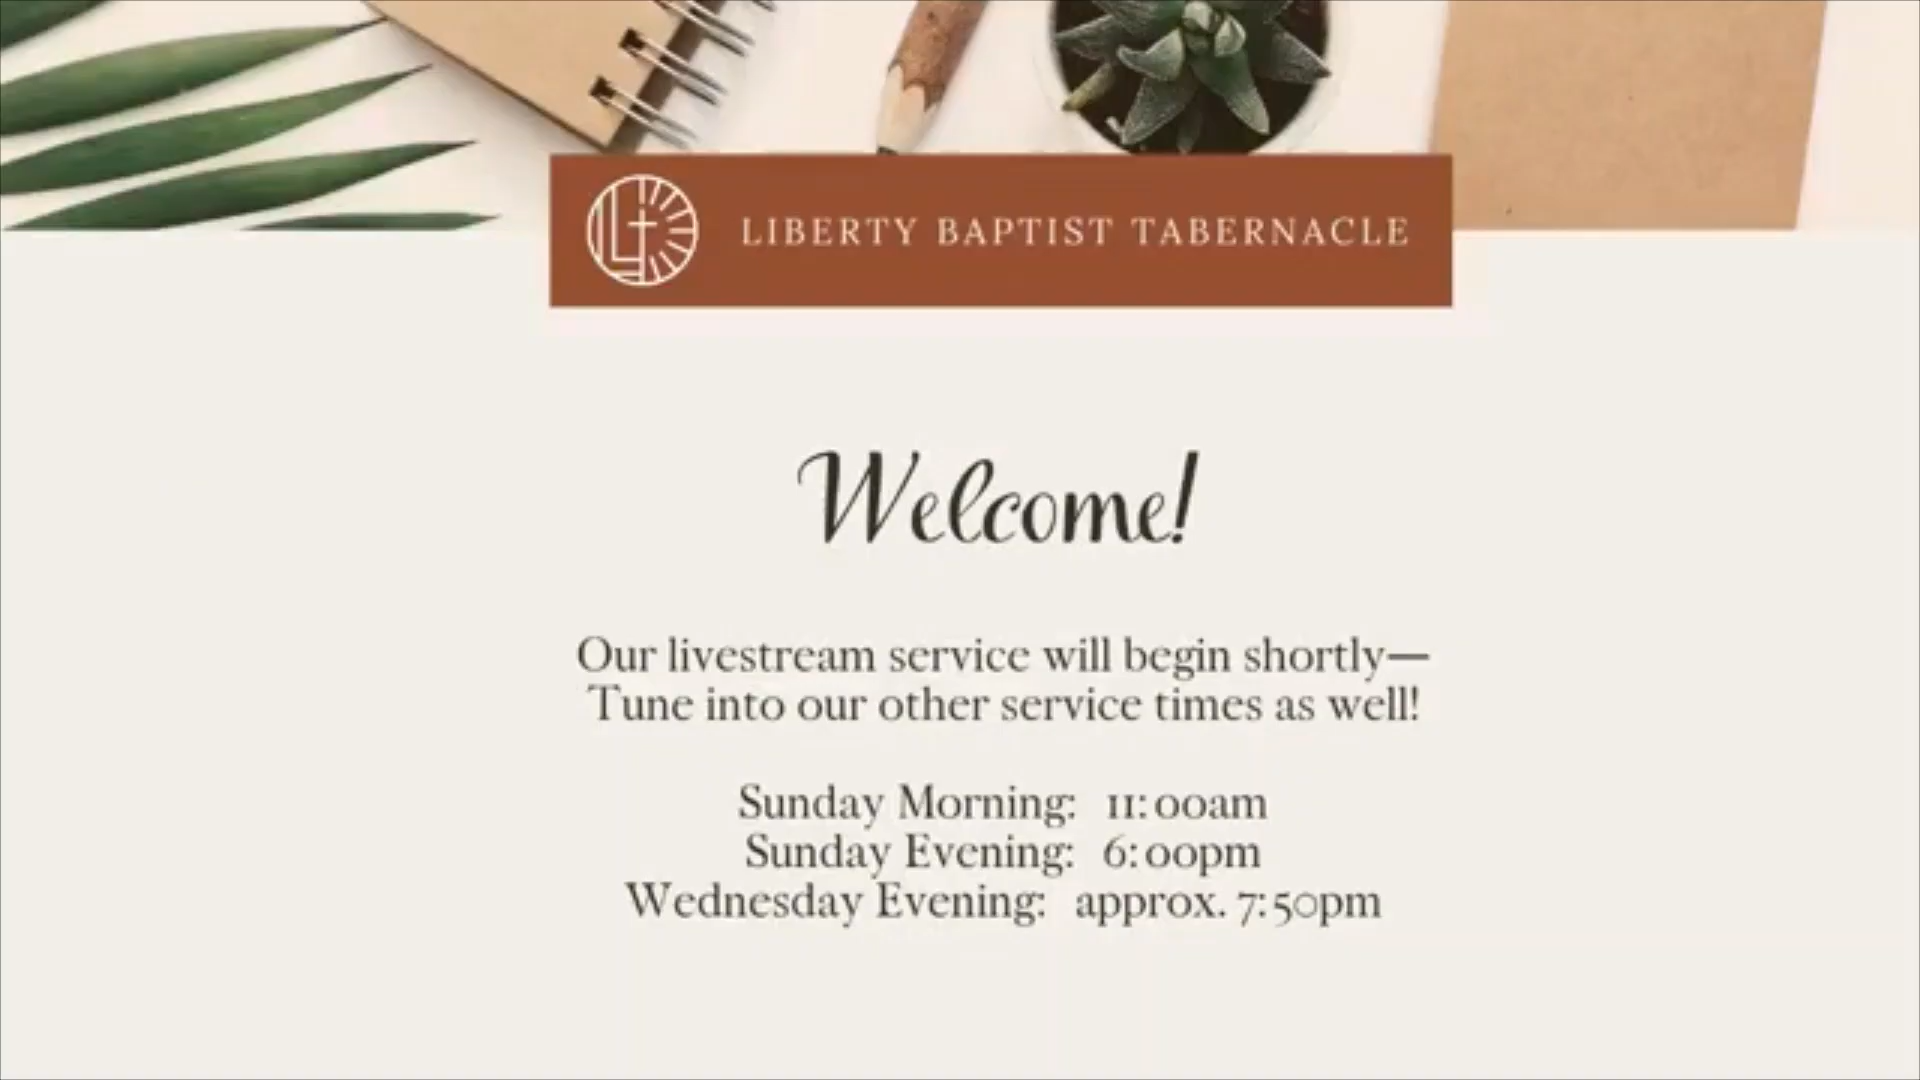 LIBERTY BAPTIST TABERNACLE
Welcome!
Our livestream service will begin shortly—
Tune into our other service times as well!
Sunday Morning: 11:00am
Sunday Evening: 6:00pm
Wednesday Evening: approx. 7:50pm